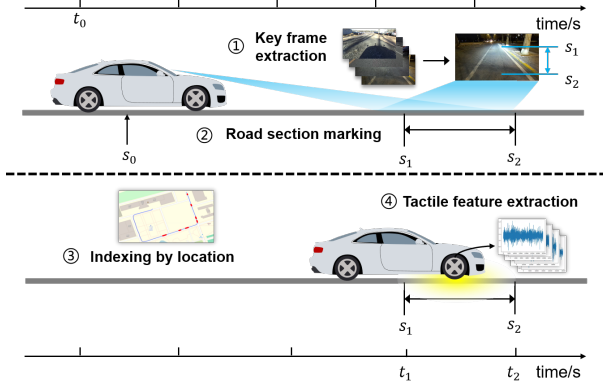 t₀
time/s
① Key frame
extraction
s₁
s₂
② Road section marking
s₀
s₁
s₂
④ Tactile feature extraction
③ Indexing by location
s₁
s₂
t₁
t₂
time/s